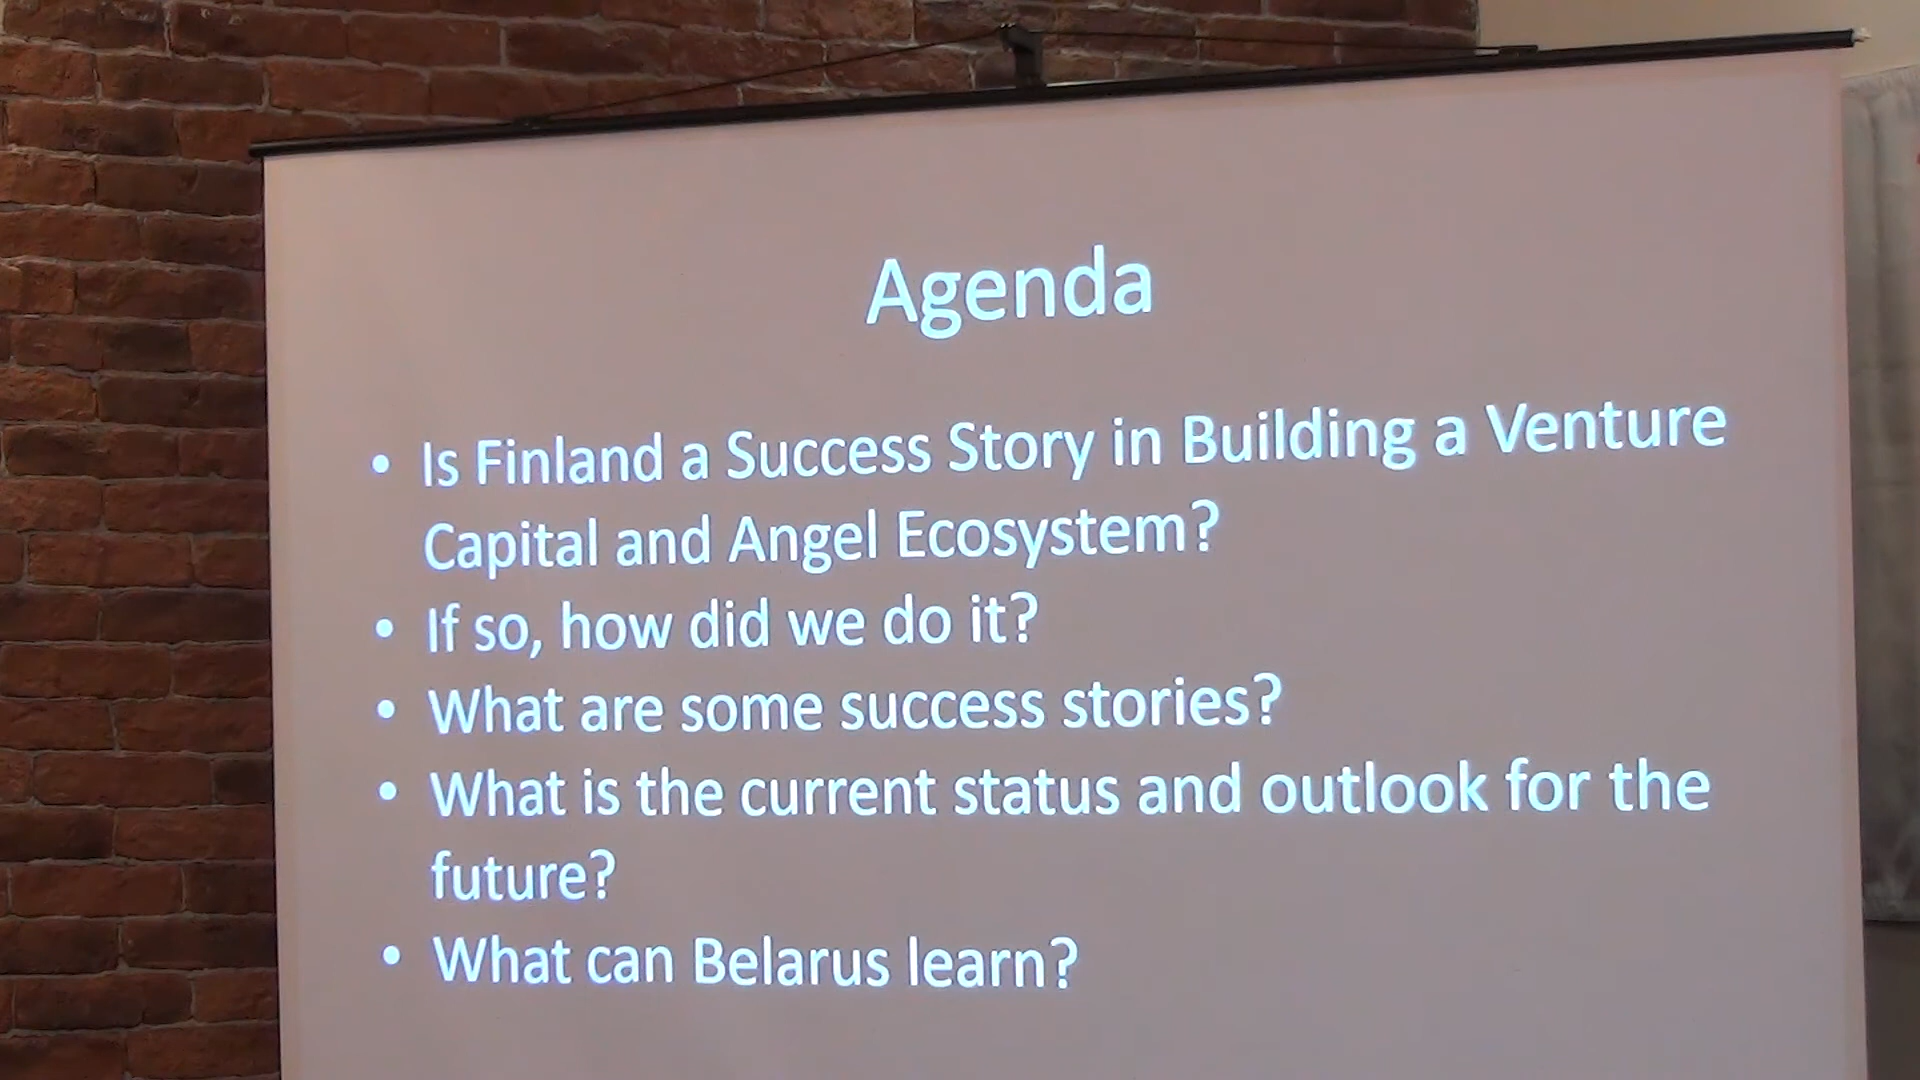 Agenda
• Is Finland a Success Story in Building a Venture
Capital and Angel Ecosystem?
• If so, how did we do it?
• What are some success stories?
• What is the current status and outlook for the
future?
• What can Belarus learn?